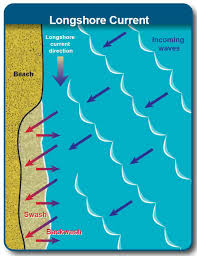 Longshore Current
Longshore
current
direction
Incoming
waves
Beach
Swash
Backwash